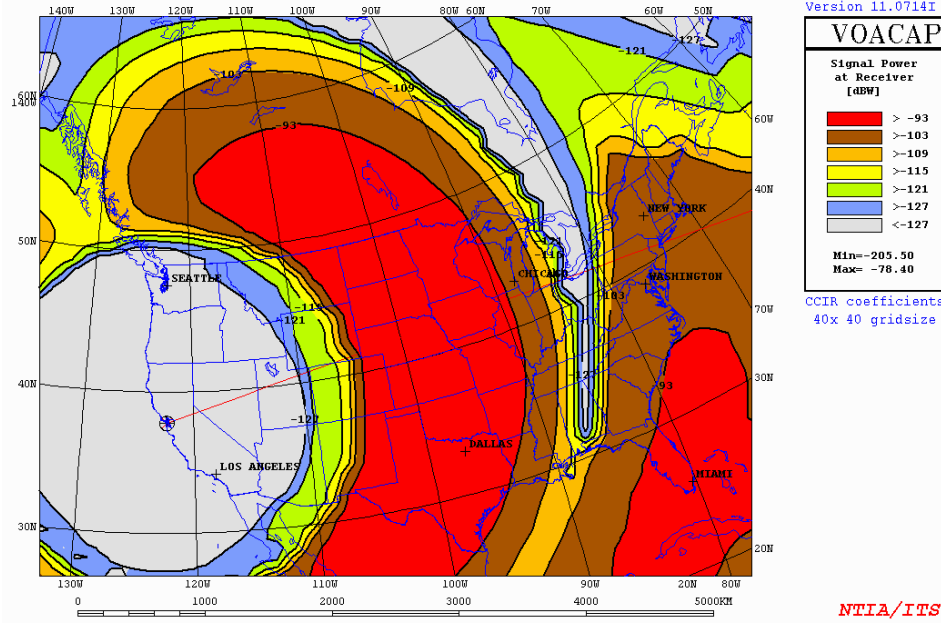 140W 130W 120W 110W 100W 90W 80W 60N 70W 60W 50W
Version 11.0714I
VOACAP
Signal Power
at Receiver
[dBW]
> -93
>-103
>-109
>-115
>-121
>-127
<-127
Min=-205.50
Max= -78.40
CCIR coefficients
40x 40 gridsize
-127
-121
-103
-109
60N
140W
-93
60W
40N
NEW YORK
50N
-121
-115
SEATTLE
CHICAGO
WASHINGTON
-103
-115
-121
70W
30N
-127
93
40N
-127
DALLAS
LOS ANGELES
MIAMI
30N
20N
130W 120W 110W 100W 90W 20N 80W
0 1000 2000 3000 4000 5000KM
NTIA/ITS